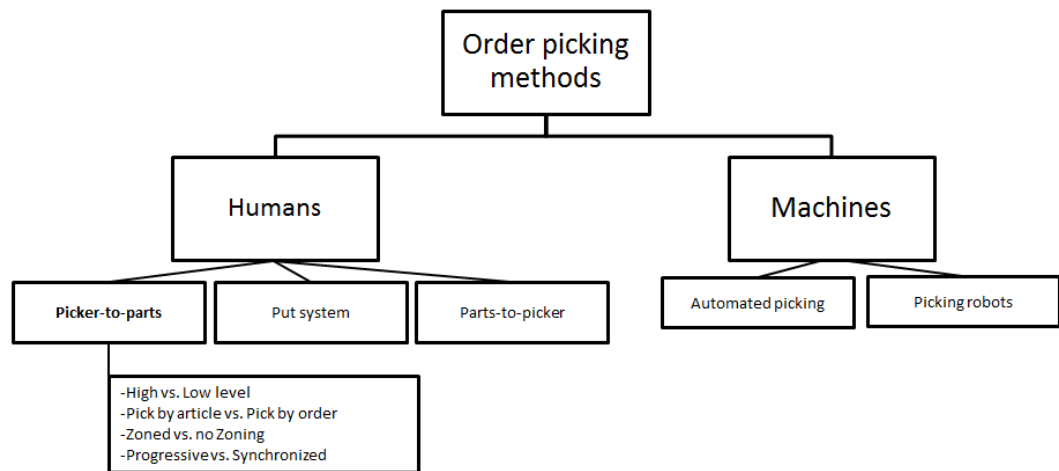 Order picking
methods
Humans
Machines
Picker-to-parts
Put system
Parts-to-picker
Automated picking
Picking robots
-High vs. Low level
-Pick by article vs. Pick by order
-Zoned vs. no Zoning
-Progressive vs. Synchronized